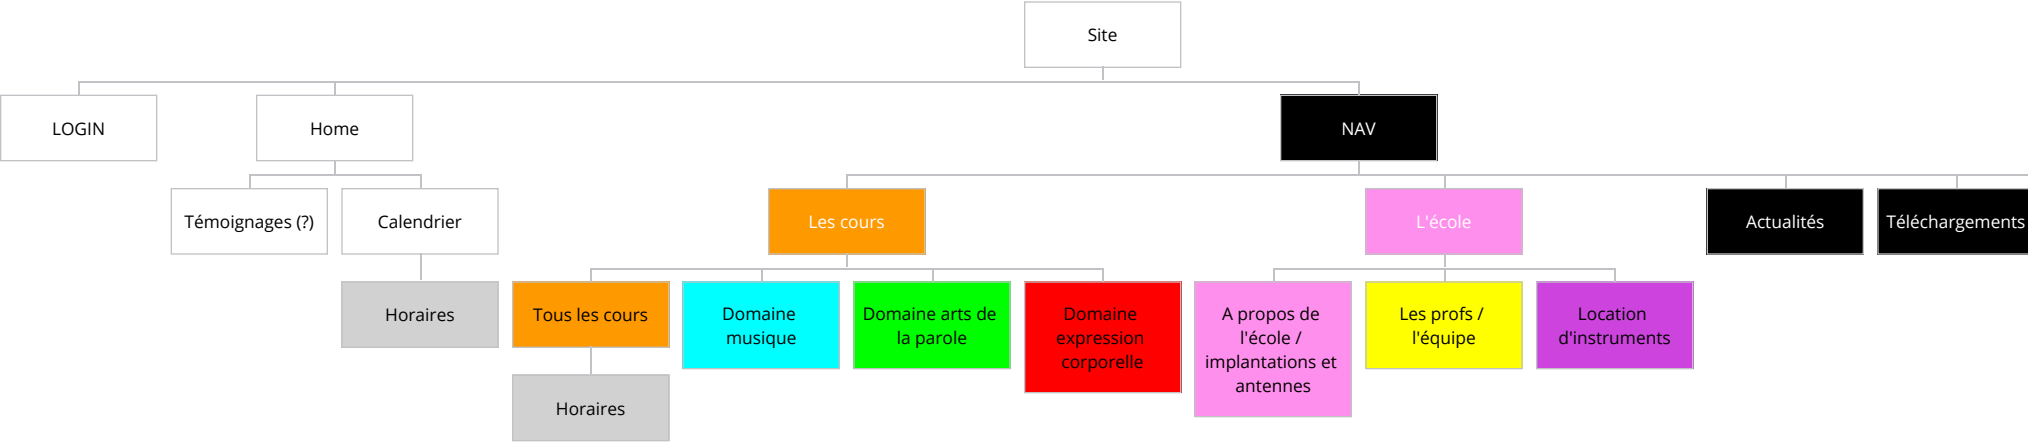 Site
LOGIN
Home
NAV
Témoignages (?)
Calendrier
Les cours
L'école
Actualités
Téléchargements
Horaires
Tous les cours
Domaine
musique
Domaine arts de
la parole
Domaine
expression
corporelle
A propos de
l'école /
implantations et
antennes
Les profs /
l'équipe
Location
d'instruments
Horaires